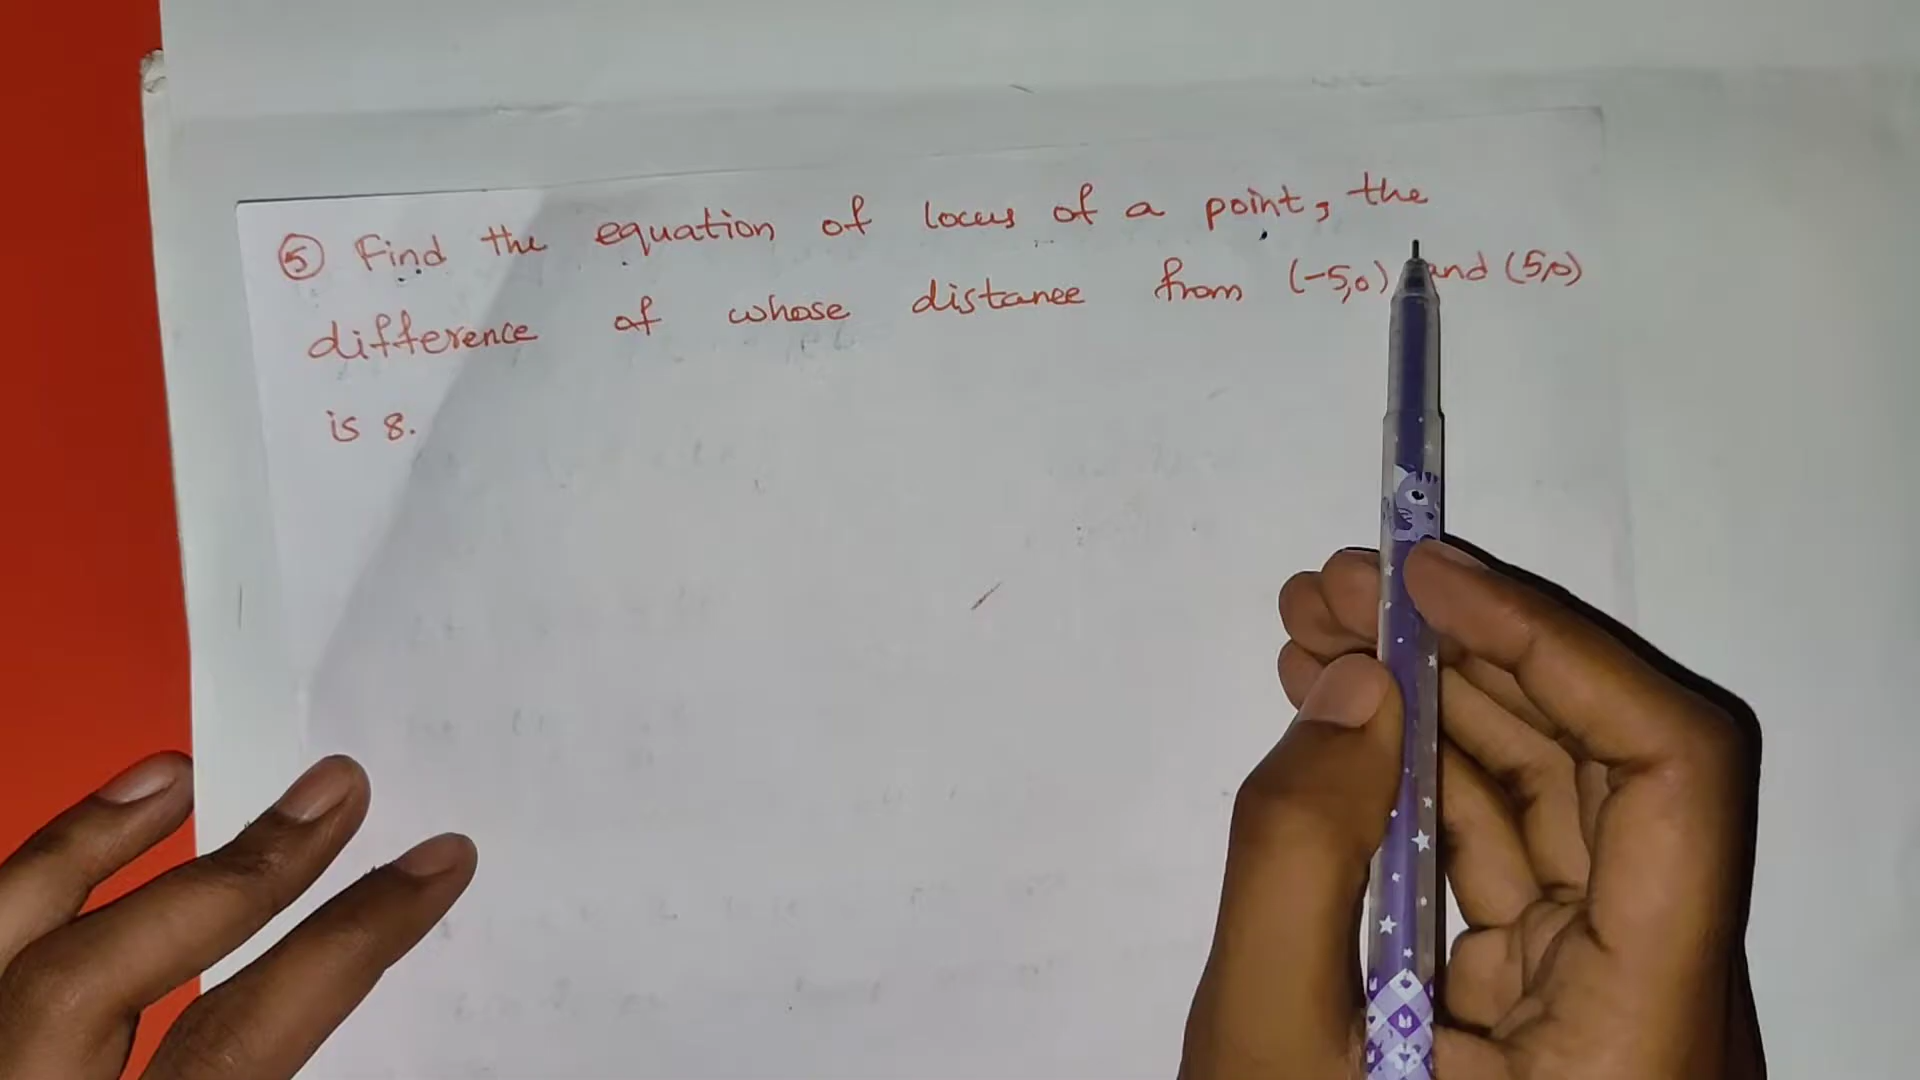 ⑤ Find the equation of locus of a point, the
difference of whose distance from (-5,0) and (5,0)
is 8.